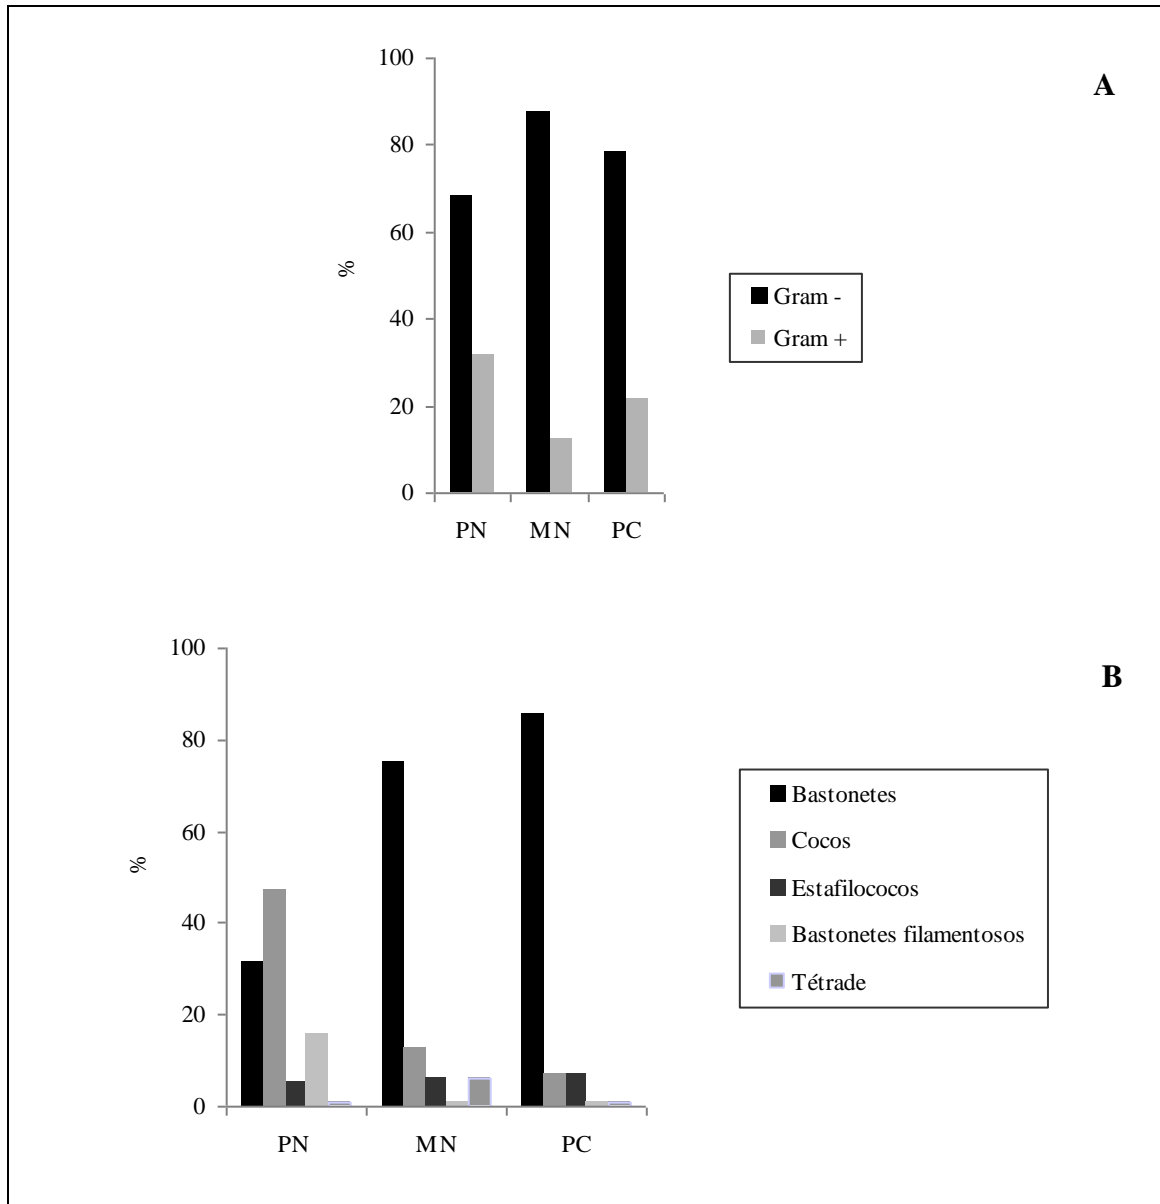 A
100
80
60
40
20
0
%
PN MN PC
Gram -
Gram +
B
100
80
60
40
20
0
%
PN MN PC
Bastonetes
Cocos
Estafilococos
Bastonetes filamentosos
Tétrade